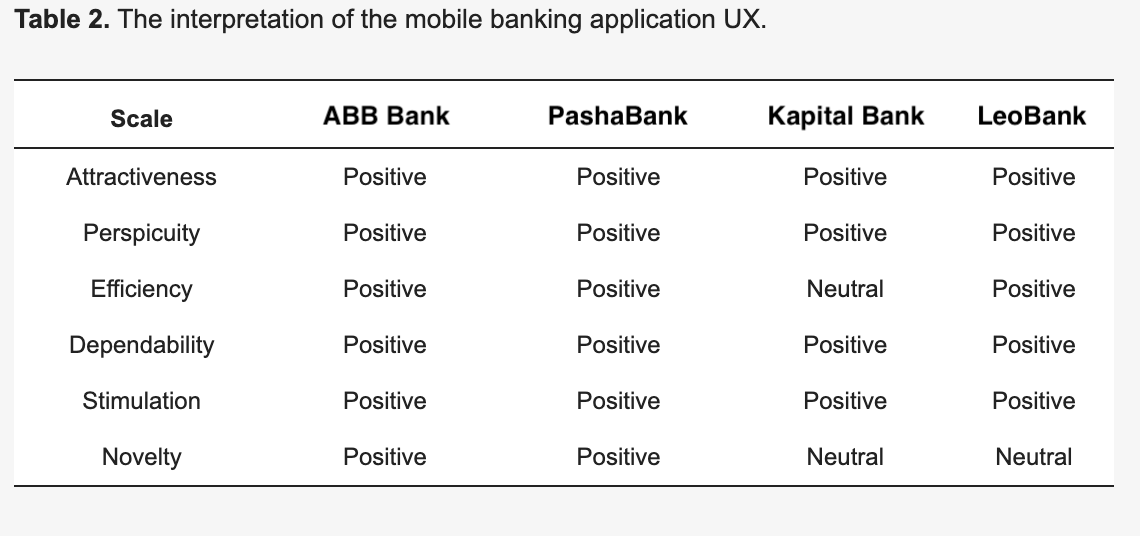 Table 2. The interpretation of the mobile banking application UX.
Scale ABB Bank PashaBank Kapital Bank LeoBank
Attractiveness Positive Positive Positive Positive
Perspicuity Positive Positive Positive Positive
Efficiency Positive Positive Neutral Positive
Dependability Positive Positive Positive Positive
Stimulation Positive Positive Positive Positive
Novelty Positive Positive Neutral Neutral